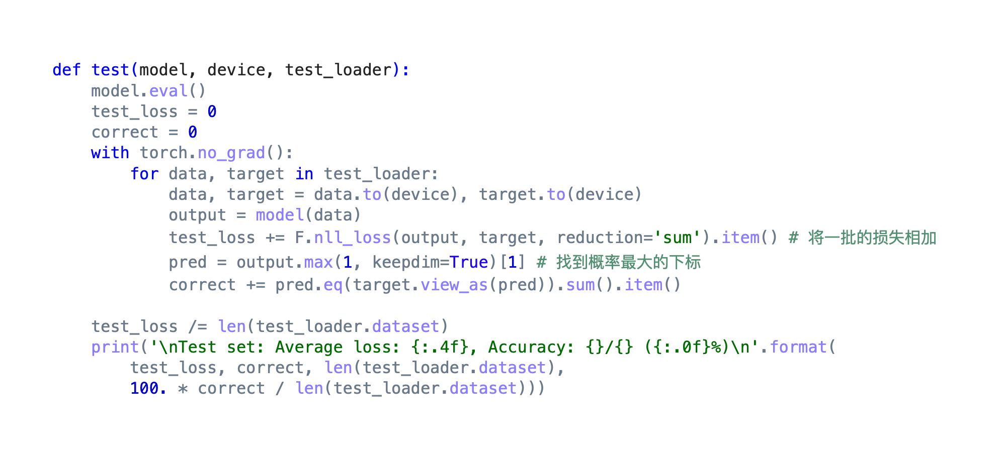 def test(model, device, test_loader):
    model.eval()
    test_loss = 0
    correct = 0
    with torch.no_grad():
        for data, target in test_loader:
            data, target = data.to(device), target.to(device)
            output = model(data)
            test_loss += F.nll_loss(output, target, reduction='sum').item() # 将一批的损失相加
            pred = output.max(1, keepdim=True)[1] # 找到概率最大的下标
            correct += pred.eq(target.view_as(pred)).sum().item()

    test_loss /= len(test_loader.dataset)
    print('\nTest set: Average loss: {:.4f}, Accuracy: {}/{} ({:.0f}%)\n'.format(
        test_loss, correct, len(test_loader.dataset),
        100. * correct / len(test_loader.dataset)))